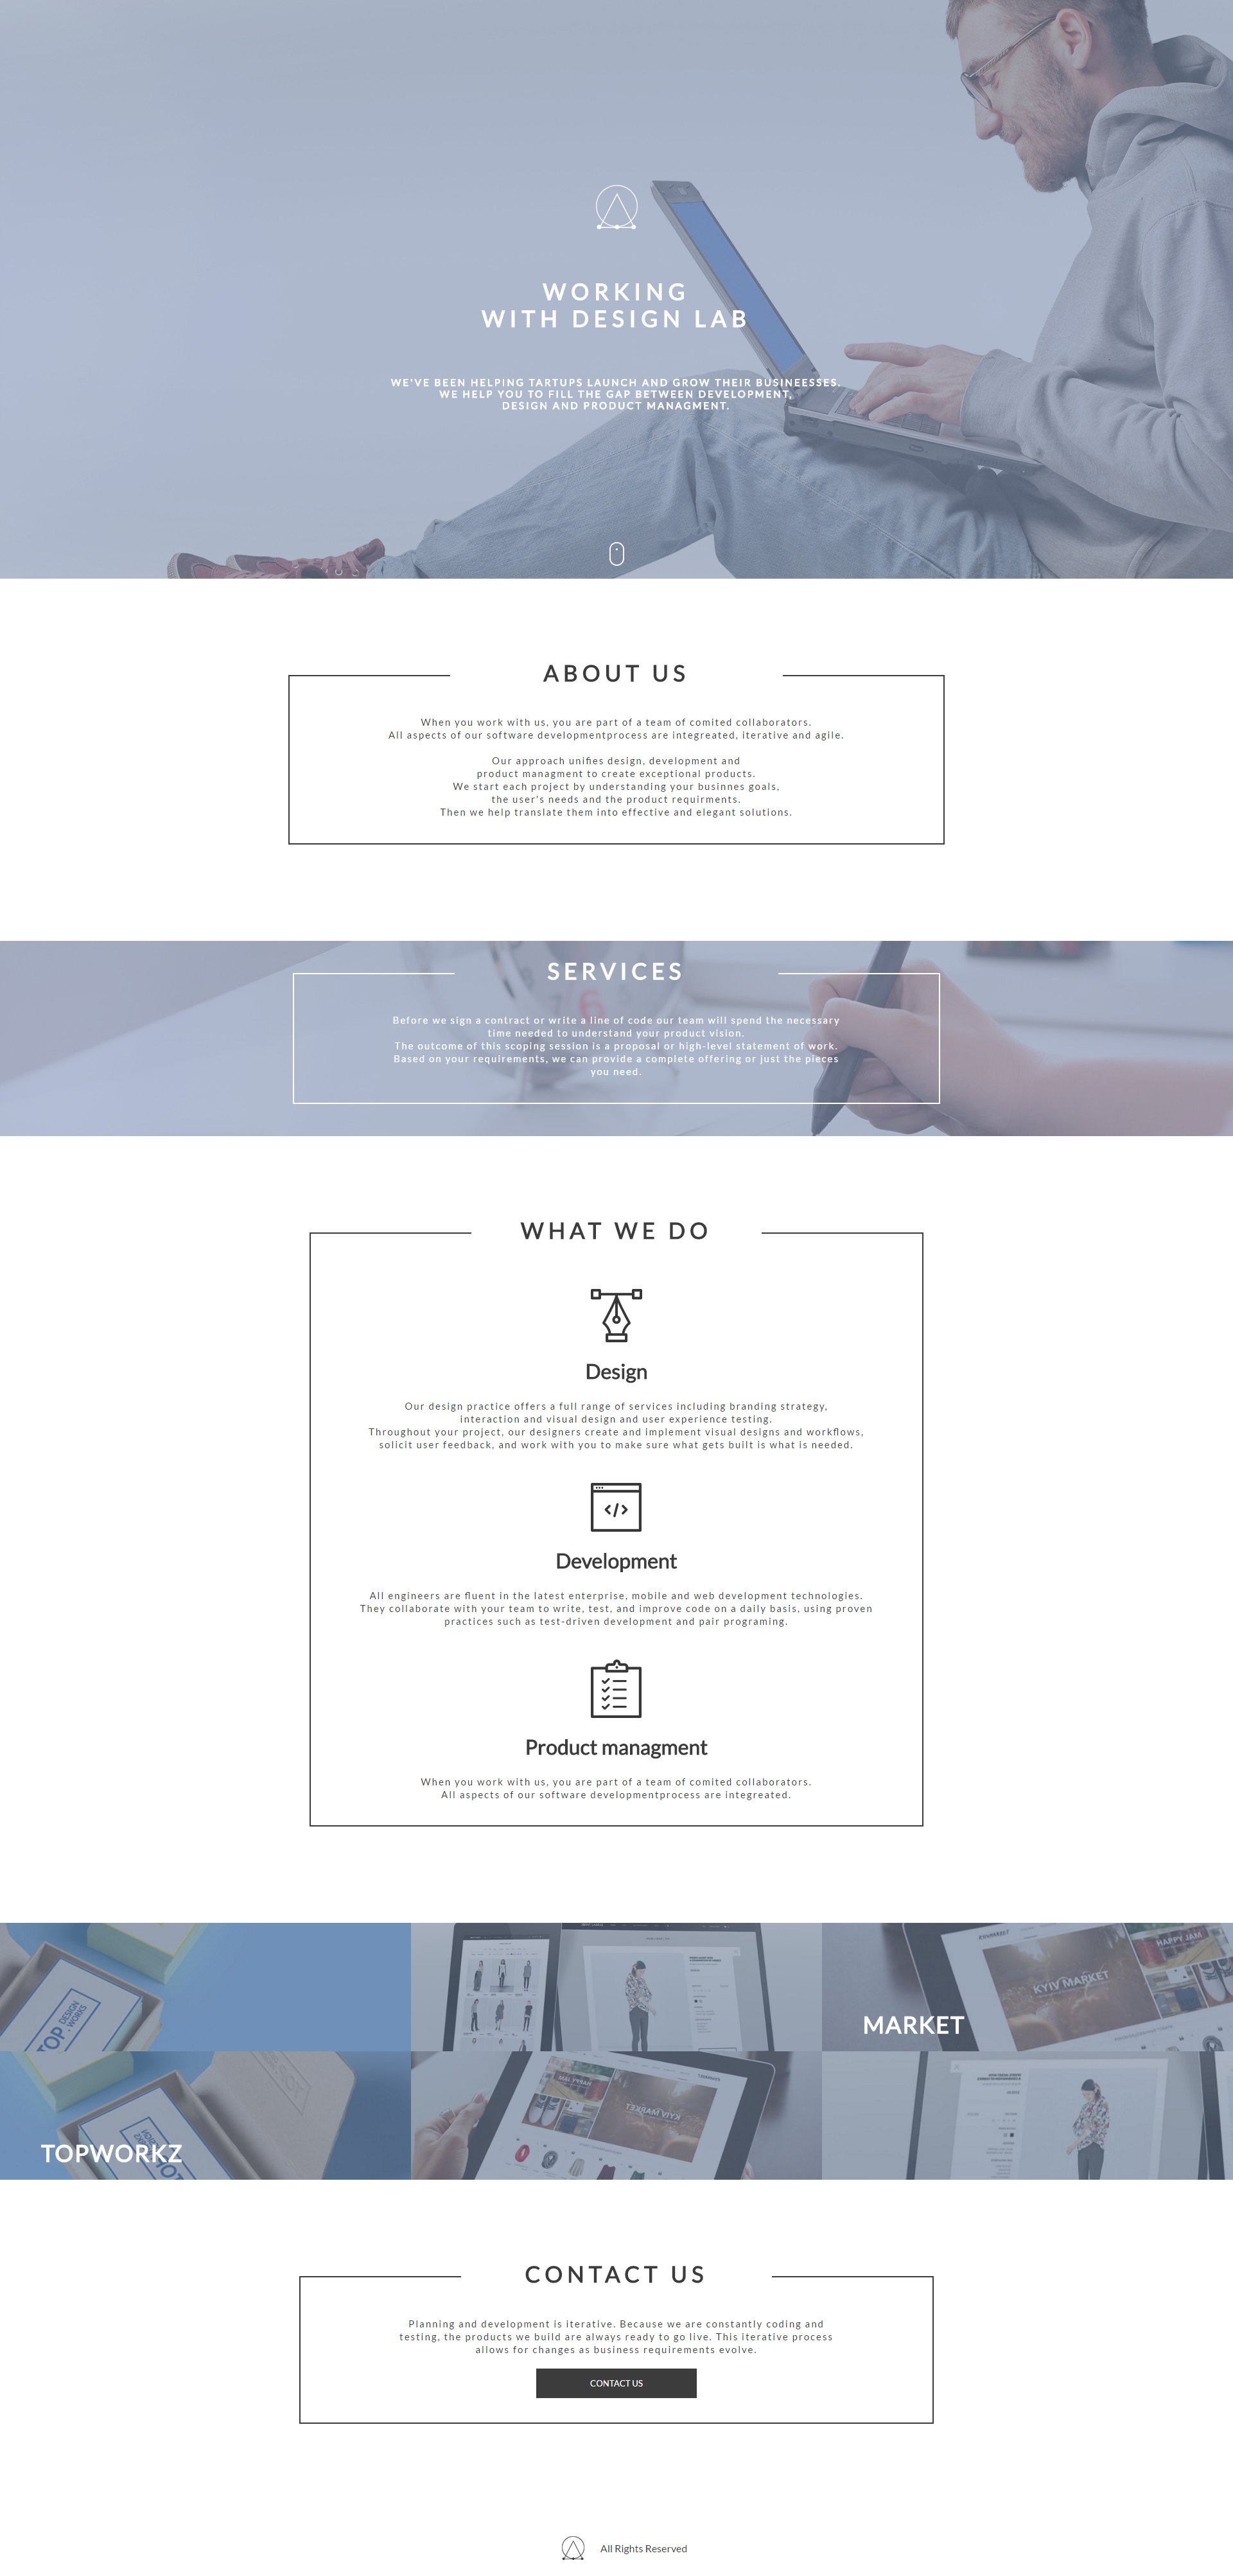 WORKING
WITH DESIGN LAB
WE'VE BEEN HELPING TARTUPS LAUNCH AND GROW THEIR BUSINEESSES.
WE HELP YOU TO FILL THE GAP BETWEEN DEVELOPMENT,
DESIGN AND PRODUCT MANAGMENT.
ABOUT US
When you work with us, you are part of a team of comited collaborators.
All aspects of our software developmentprocess are integreated, iterative and agile.
Our approach unifies design, development and
product managment to create exceptional products.
We start each project by understanding your businnes goals,
the user's needs and the product requirments.
Then we help translate them into effective and elegant solutions.
SERVICES
Before we sign a contract or write a line of code our team will spend the necessary
time needed to understand your product vision.
The outcome of this scoping session is a proposal or high-level statement of work.
Based on your requirements, we can provide a complete offering or just the pieces
you need.
WHAT WE DO
Design
Our design practice offers a full range of services including branding strategy,
interaction and visual design and user experience testing.
Throughout your project, our designers create and implement visual designs and workflows,
solicit user feedback, and work with you to make sure what gets built is what is needed.
</>
Development
All engineers are fluent in the latest enterprise, mobile and web development technologies.
They collaborate with your team to write, test, and improve code on a daily basis, using proven
practices such as test-driven development and pair programing.
Product managment
When you work with us, you are part of a team of comited collaborators.
All aspects of our software developmentprocess are integreated.
TOP DESIGN WORKS
HAPPY JAM
KYIV MARKET
MARKET
HAPPY JAM
KYIV MARKET
TOPWORKZ
CONTACT US
Planning and development is iterative. Because we are constantly coding and
testing, the products we build are always ready to go live. This iterative process
allows for changes as business requirements evolve.
CONTACT US
All Rights Reserved